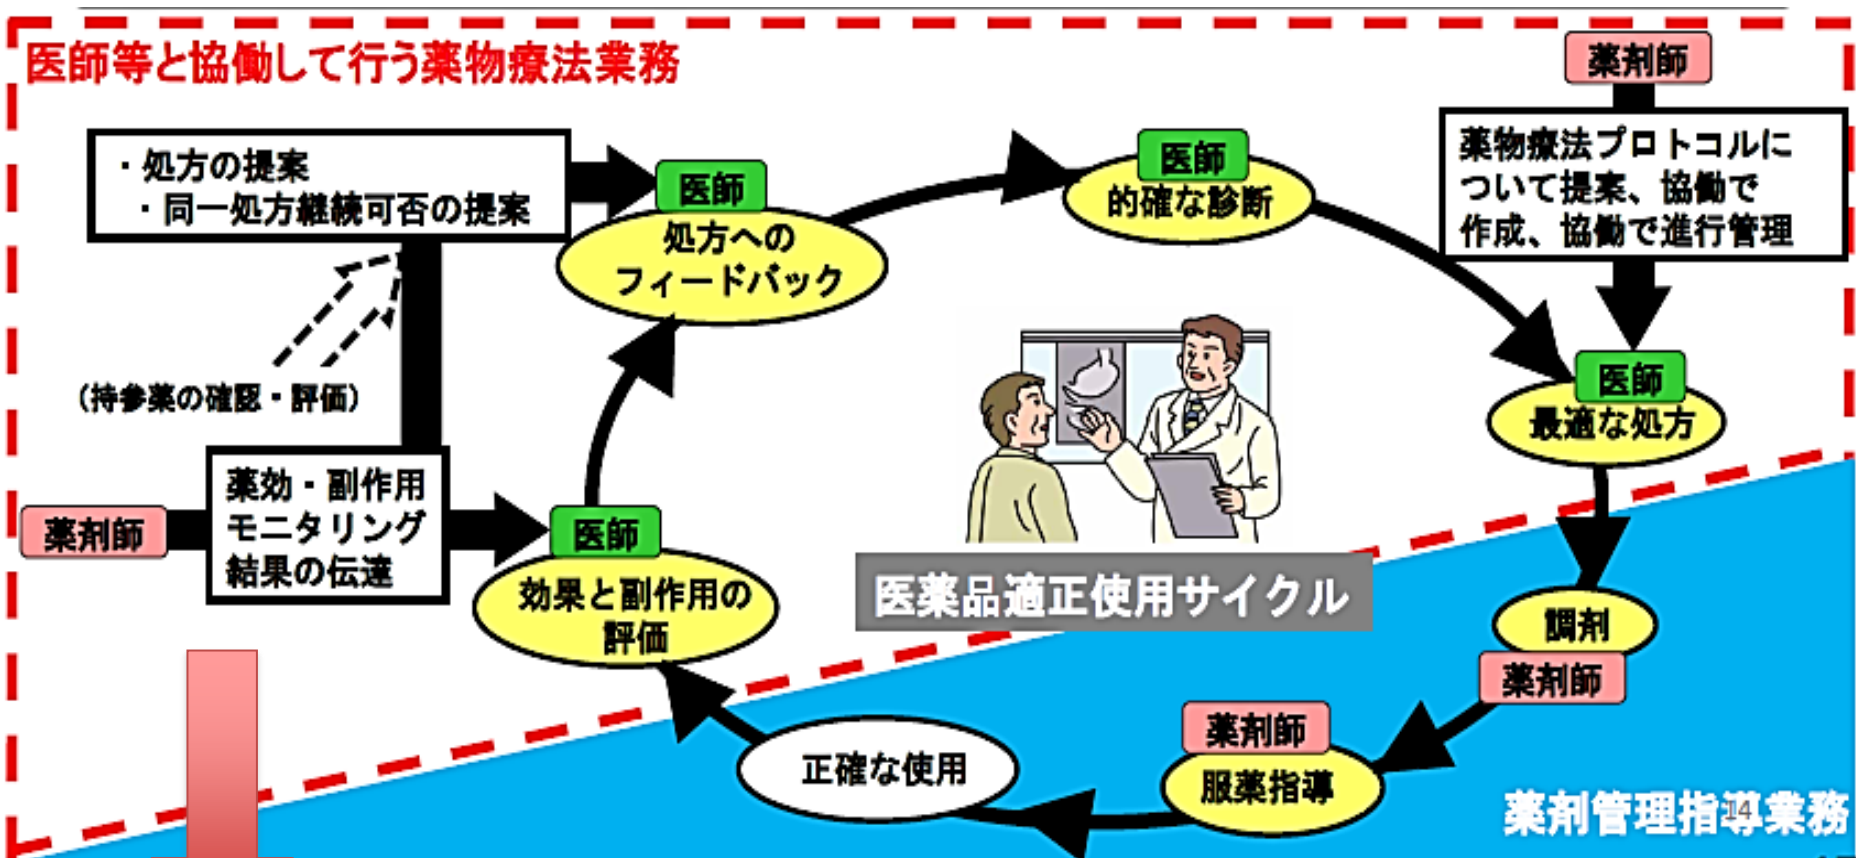 医師等と協働して行う薬物療法業務
薬剤師
薬物療法プロトコルに
ついて提案、協働で
作成、協働で進行管理
・処方の提案
・同一処方継続可否の提案
医師
処方への
フィードバック
医師
的確な診断
医師
最適な処方
(持参薬の確認・評価)
薬剤師
薬効・副作用
モニタリング
結果の伝達
医師
効果と副作用の
評価
医薬品適正使用サイクル
調剤
薬剤師
薬剤師
服薬指導
正確な使用
薬剤管理指導業務
14